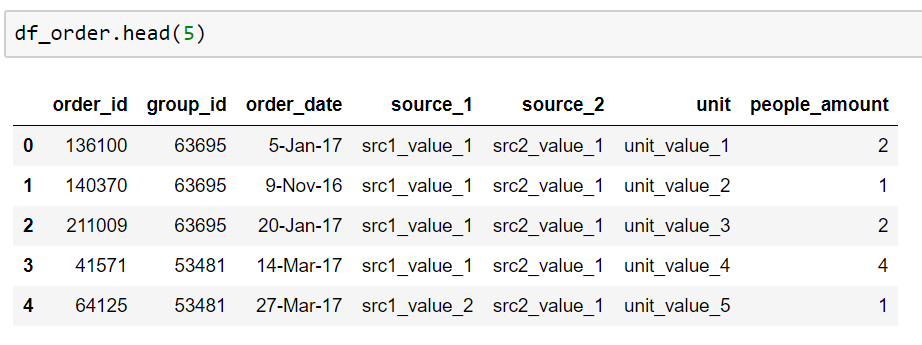 df_order.head(5)
order_id group_id order_date source_1 source_2 unit people_amount
0 136100 63695 5-Jan-17 src1_value_1 src2_value_1 unit_value_1 2
1 140370 63695 9-Nov-16 src1_value_1 src2_value_1 unit_value_2 1
2 211009 63695 20-Jan-17 src1_value_1 src2_value_1 unit_value_3 2
3 41571 53481 14-Mar-17 src1_value_1 src2_value_1 unit_value_4 4
4 64125 53481 27-Mar-17 src1_value_2 src2_value_1 unit_value_5 1